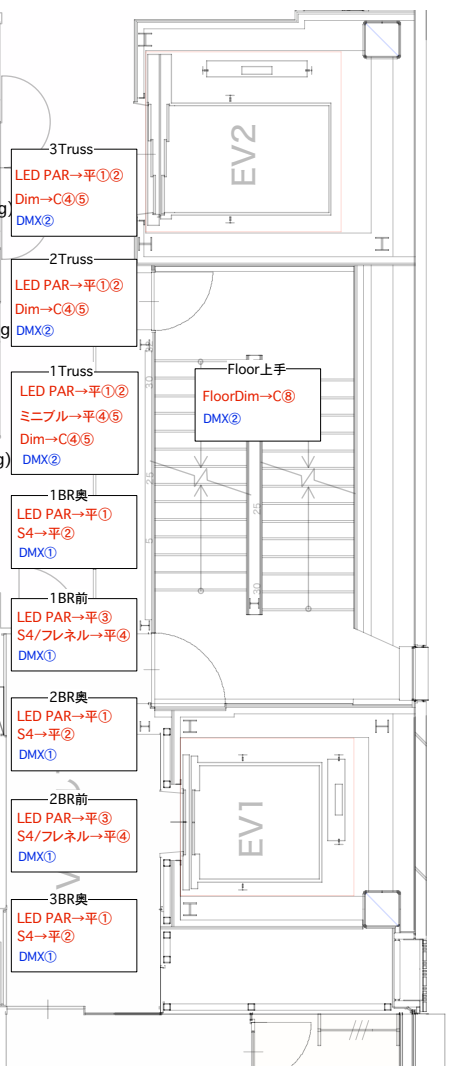 EV2
3Truss
LED PAR→平①②
Dim→C④⑤
g)
DMX②
2Truss
LED PAR→平①②
Dim→C④⑤
g
DMX②
1Truss
LED PAR→平①②
ミニブル→平④⑤
Dim→C④⑤
g)
DMX②
Floor上手
FloorDim→C⑧
DMX②
30
25
5
25
30
1BR奥
LED PAR→平①
S4→平②
DMX①
1BR前
LED PAR→平③
S4/フレネル→平④
DMX①
2BR奥
LED PAR→平①
S4→平②
DMX①
EV1
2BR前
LED PAR→平③
S4/フレネル→平④
DMX①
3BR奥
LED PAR→平①
S4→平②
DMX①